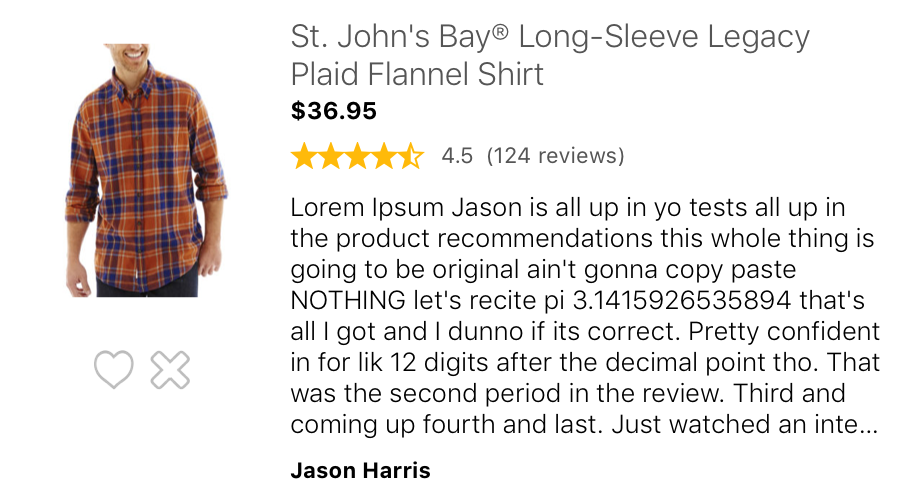 St. John's Bay® Long-Sleeve Legacy
Plaid Flannel Shirt
$36.95
4.5 (124 reviews)
Lorem Ipsum Jason is all up in yo tests all up in
the product recommendations this whole thing is
going to be original ain't gonna copy paste
NOTHING let's recite pi 3.1415926535894 that's
all I got and I dunno if its correct. Pretty confident
in for lik 12 digits after the decimal point tho. That
was the second period in the review. Third and
coming up fourth and last. Just watched an inte...
Jason Harris